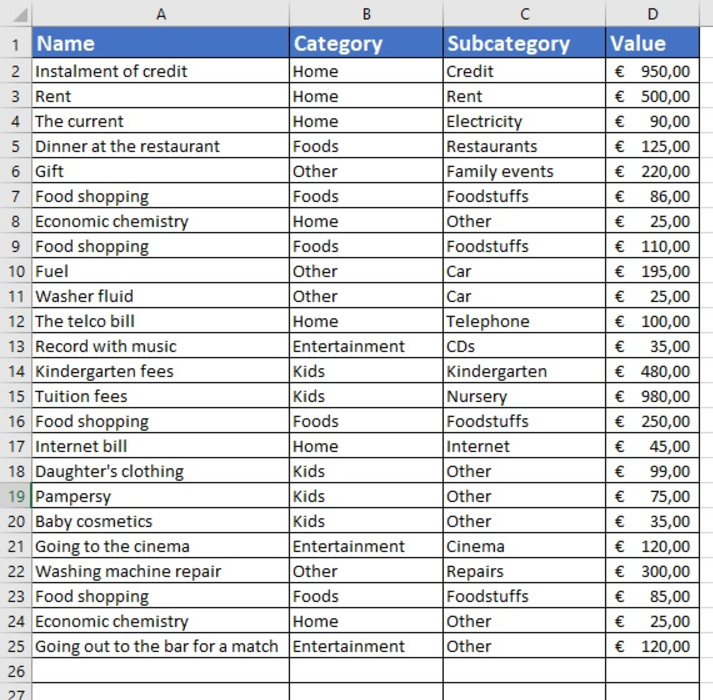 A B C D
1 Name Category Subcategory Value
2 Instalment of credit Home Credit € 950,00
3 Rent Home Rent € 500,00
4 The current Home Electricity € 90,00
5 Dinner at the restaurant Foods Restaurants € 125,00
6 Gift Other Family events € 220,00
7 Food shopping Foods Foodstuffs € 86,00
8 Economic chemistry Home Other € 25,00
9 Food shopping Foods Foodstuffs € 110,00
10 Fuel Other Car € 195,00
11 Washer fluid Other Car € 25,00
12 The telco bill Home Telephone € 100,00
13 Record with music Entertainment CDs € 35,00
14 Kindergarten fees Kids Kindergarten € 480,00
15 Tuition fees Kids Nursery € 980,00
16 Food shopping Foods Foodstuffs € 250,00
17 Internet bill Home Internet € 45,00
18 Daughter's clothing Kids Other € 99,00
19 Pampersy Kids Other € 75,00
20 Baby cosmetics Kids Other € 35,00
21 Going to the cinema Entertainment Cinema € 120,00
22 Washing machine repair Other Repairs € 300,00
23 Food shopping Foods Foodstuffs € 85,00
24 Economic chemistry Home Other € 25,00
25 Going out to the bar for a match Entertainment Other € 120,00
26
27